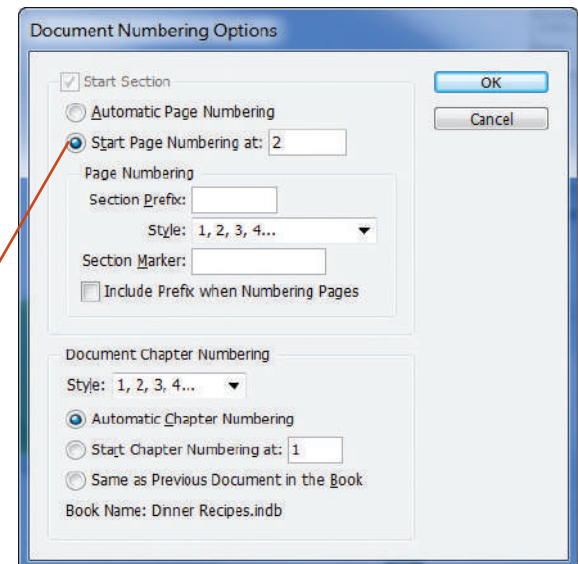 Document Numbering Options
Start Section
OK
Automatic Page Numbering
Cancel
Start Page Numbering at: 2
Page Numbering
Section Prefix:
Style: 1, 2, 3, 4...
Section Marker:
Include Prefix when Numbering Pages
Document Chapter Numbering
Style: 1, 2, 3, 4...
Automatic Chapter Numbering
Start Chapter Numbering at: 1
Same as Previous Document in the Book
Book Name: Dinner Recipes.indb